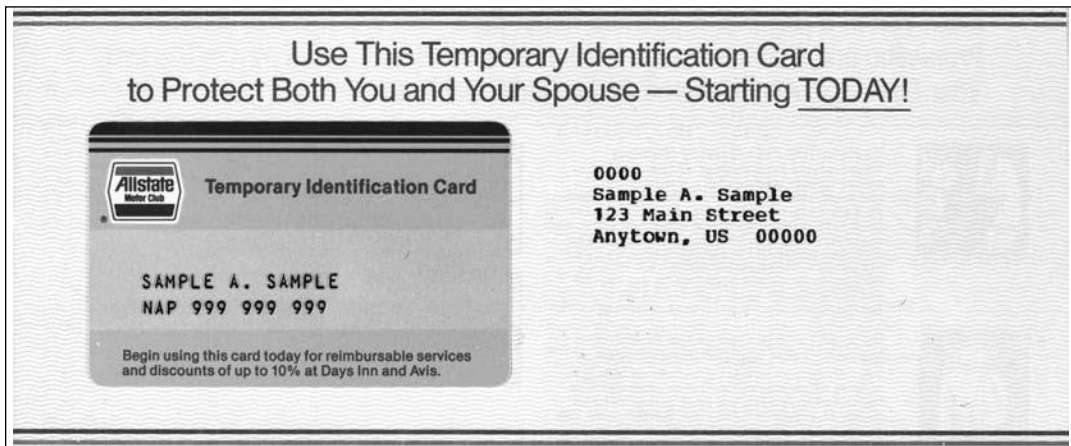 Use This Temporary Identification Card
to Protect Both You and Your Spouse — Starting TODAY!
Allstate
Motor Club
®
Temporary Identification Card
SAMPLE A. SAMPLE
NAP 999 999 999
Begin using this card today for reimbursable services
and discounts of up to 10% at Days Inn and Avis.
0000
Sample A. Sample
123 Main Street
Anytown, US 00000